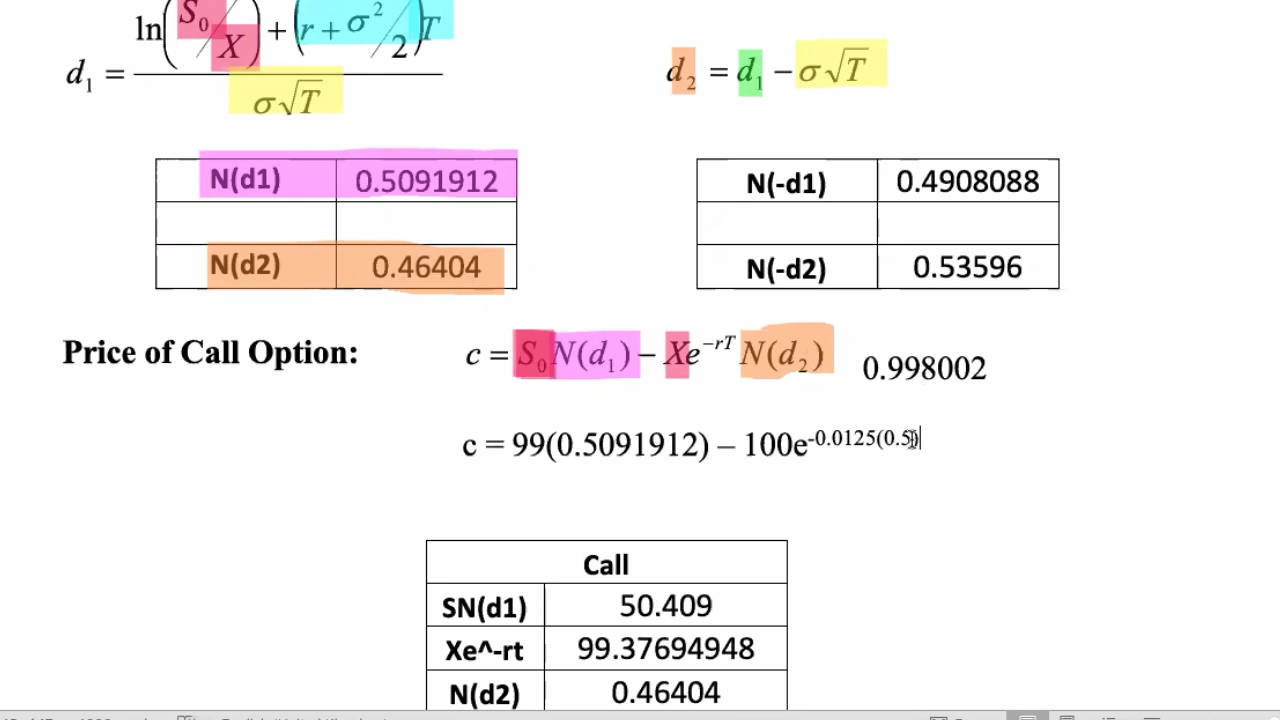 d₁ = ln(S₀/X) + (r + σ²/2)T / σ√T
d₂ = d₁ − σ√T
N(d1) 0.5091912
N(d2) 0.46404
N(-d1) 0.4908088
N(-d2) 0.53596
Price of Call Option: c = S₀N(d₁) − Xe^−rT N(d₂) 0.998002
c = 99(0.5091912) – 100e^-0.0125(0.5)
Call
SN(d1) 50.409
Xe^-rt 99.37694948
N(d2) 0.46404